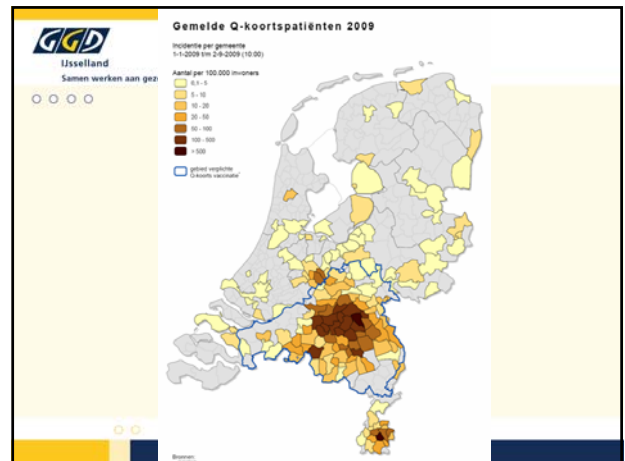 GGD
IJsselland
Samen werken aan gez
Gemelde Q-koortspatiënten 2009
Incidentie per gemeente
1-1-2009 t/m 2-9-2009 (10:00)
Aantal per 100.000 inwoners
0,1 - 5
5 - 10
10 - 20
20 - 50
50 - 100
100 - 500
> 500
gebied verplichte
Q-koorts vaccinatie
Bronnen: